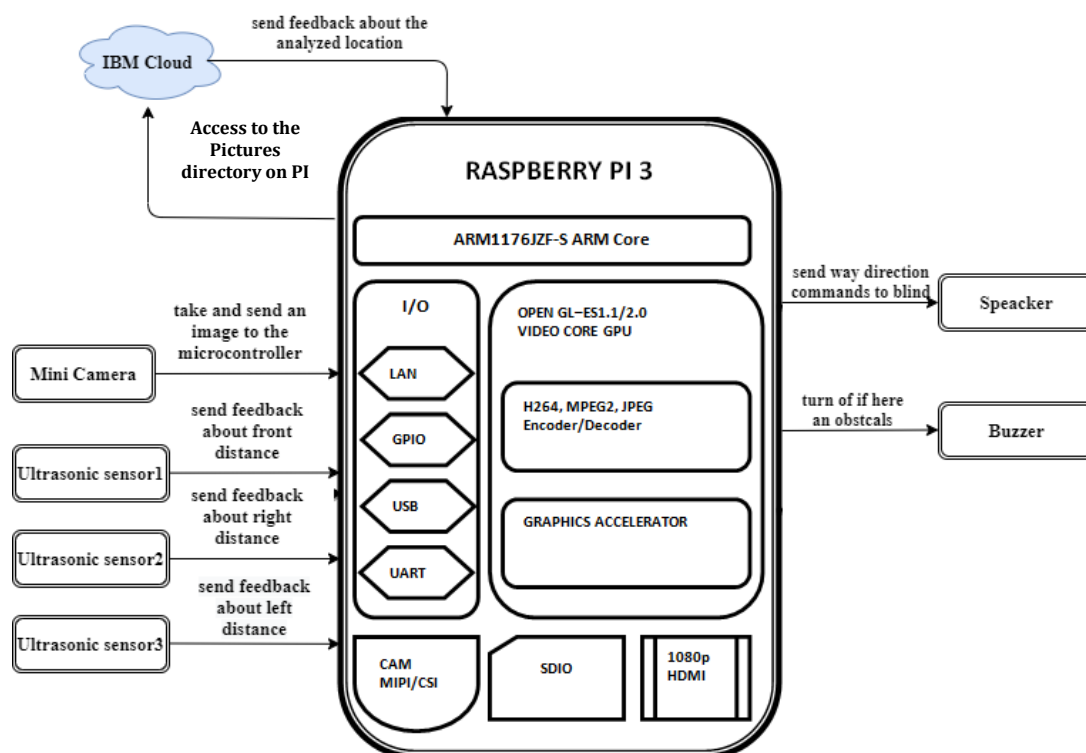 send feedback about the
analyzed location
IBM Cloud
Access to the
Pictures
directory on PI
RASPBERRY PI 3
ARM1176JZF-S ARM Core
I/O
LAN
GPIO
USB
UART
OPEN GL–ES1.1/2.0
VIDEO CORE GPU
H264, MPEG2, JPEG
Encoder/Decoder
GRAPHICS ACCELERATOR
CAM
MIPI/CSI
SDIO
1080p
HDMI
take and send an
image to the
microcontroller
Mini Camera
send feedback
about front
distance
Ultrasonic sensor1
send feedback
about right
distance
Ultrasonic sensor2
send feedback
about left
distance
Ultrasonic sensor3
send way direction
commands to blind
Speacker
turn of if here
an obstcals
Buzzer